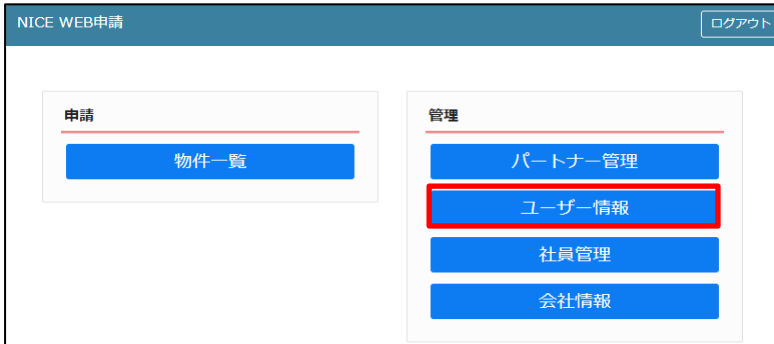 NICE WEB申請
ログアウト
申請
物件一覧
管理
パートナー管理
ユーザー情報
社員管理
会社情報